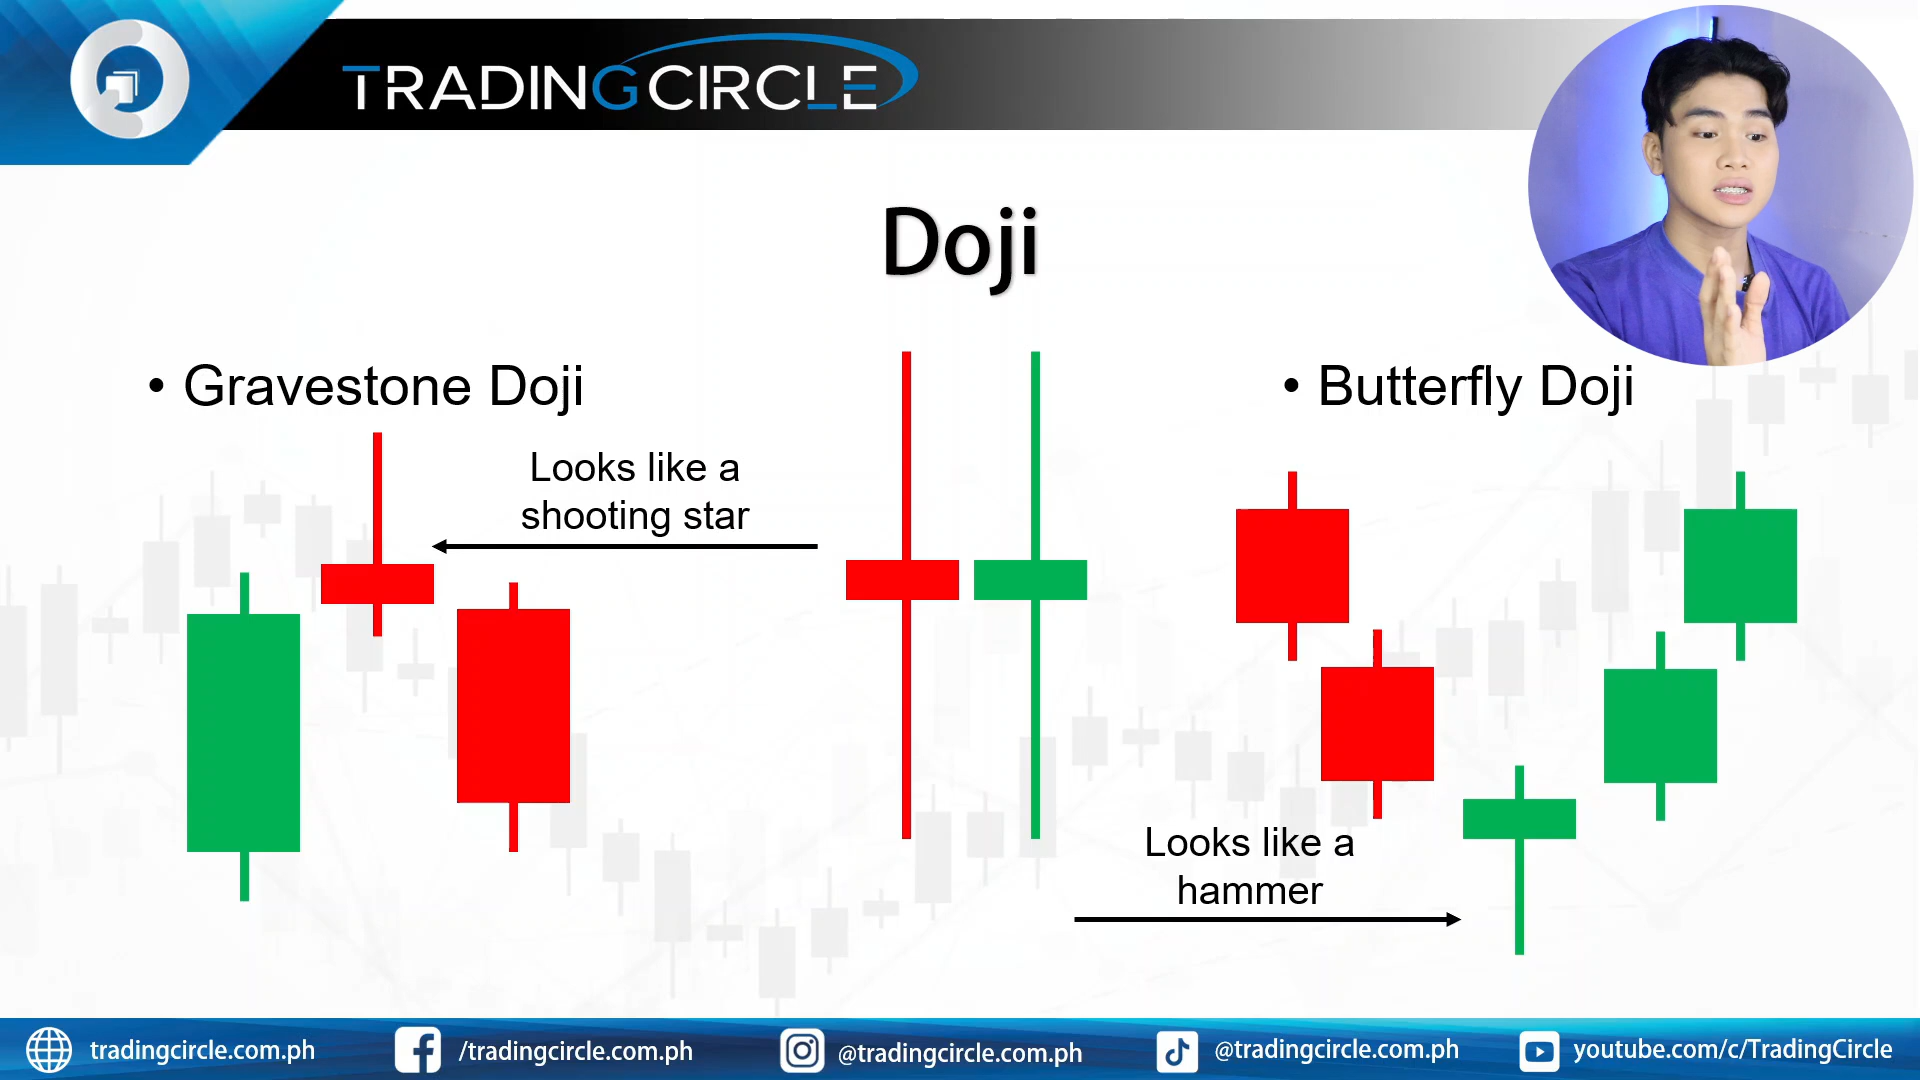 TRADINGCIRCLE
Doji
• Gravestone Doji
Looks like a
shooting star
• Butterfly Doji
Looks like a
hammer
tradingcircle.com.ph
/tradingcircle.com.ph
@tradingcircle.com.ph
@tradingcircle.com.ph
youtube.com/c/TradingCircle